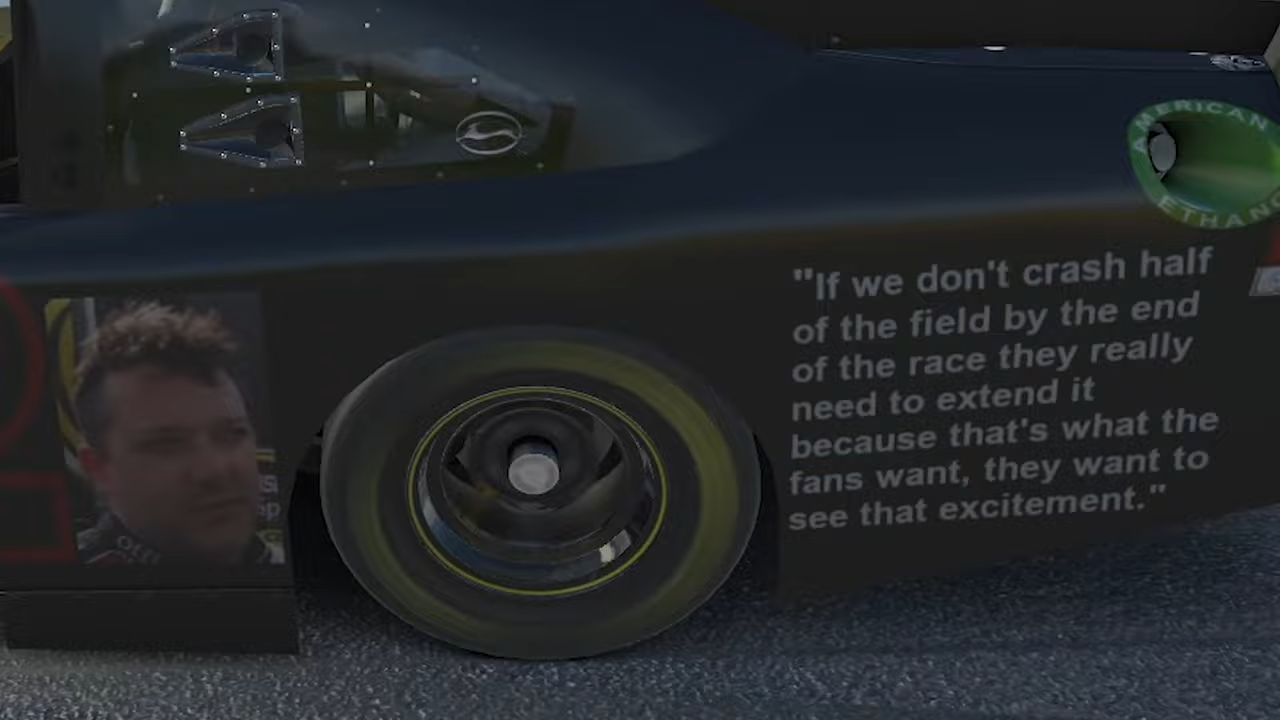 AMERICAN
ETHANOL
"If we don't crash half
of the field by the end
of the race they really
need to extend it
because that's what the
fans want, they want to
see that excitement."